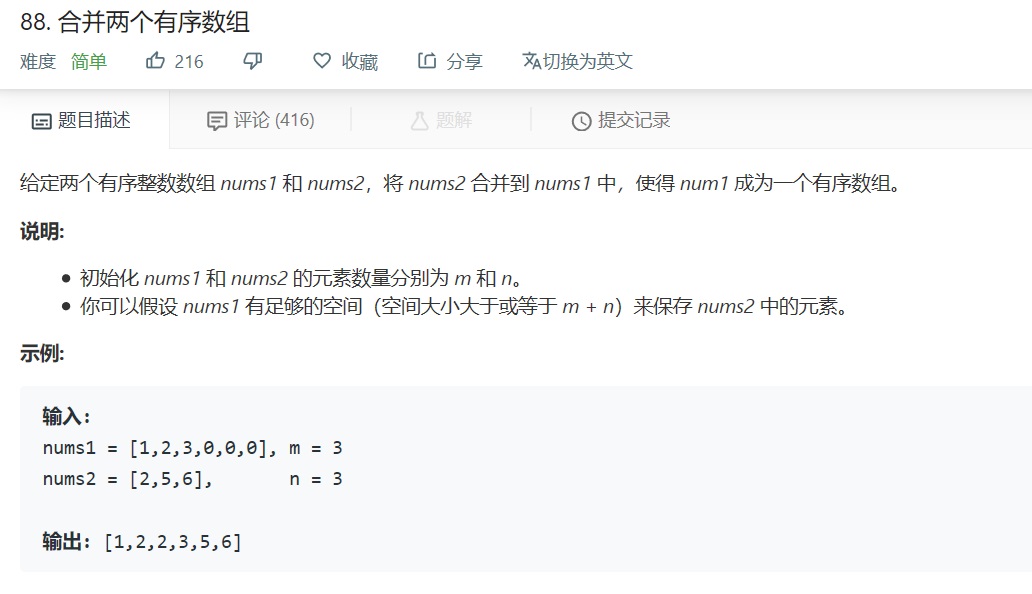 88. 合并两个有序数组
难度 简单 216 收藏 分享 切换为英文
题目描述 评论 (416) 题解 提交记录
给定两个有序整数数组 nums1 和 nums2，将 nums2 合并到 nums1 中，使得 num1 成为一个有序数组。
说明:
初始化 nums1 和 nums2 的元素数量分别为 m 和 n。
你可以假设 nums1 有足够的空间（空间大小大于或等于 m + n）来保存 nums2 中的元素。
示例:
输入:
nums1 = [1,2,3,0,0,0], m = 3
nums2 = [2,5,6],       n = 3
输出: [1,2,2,3,5,6]